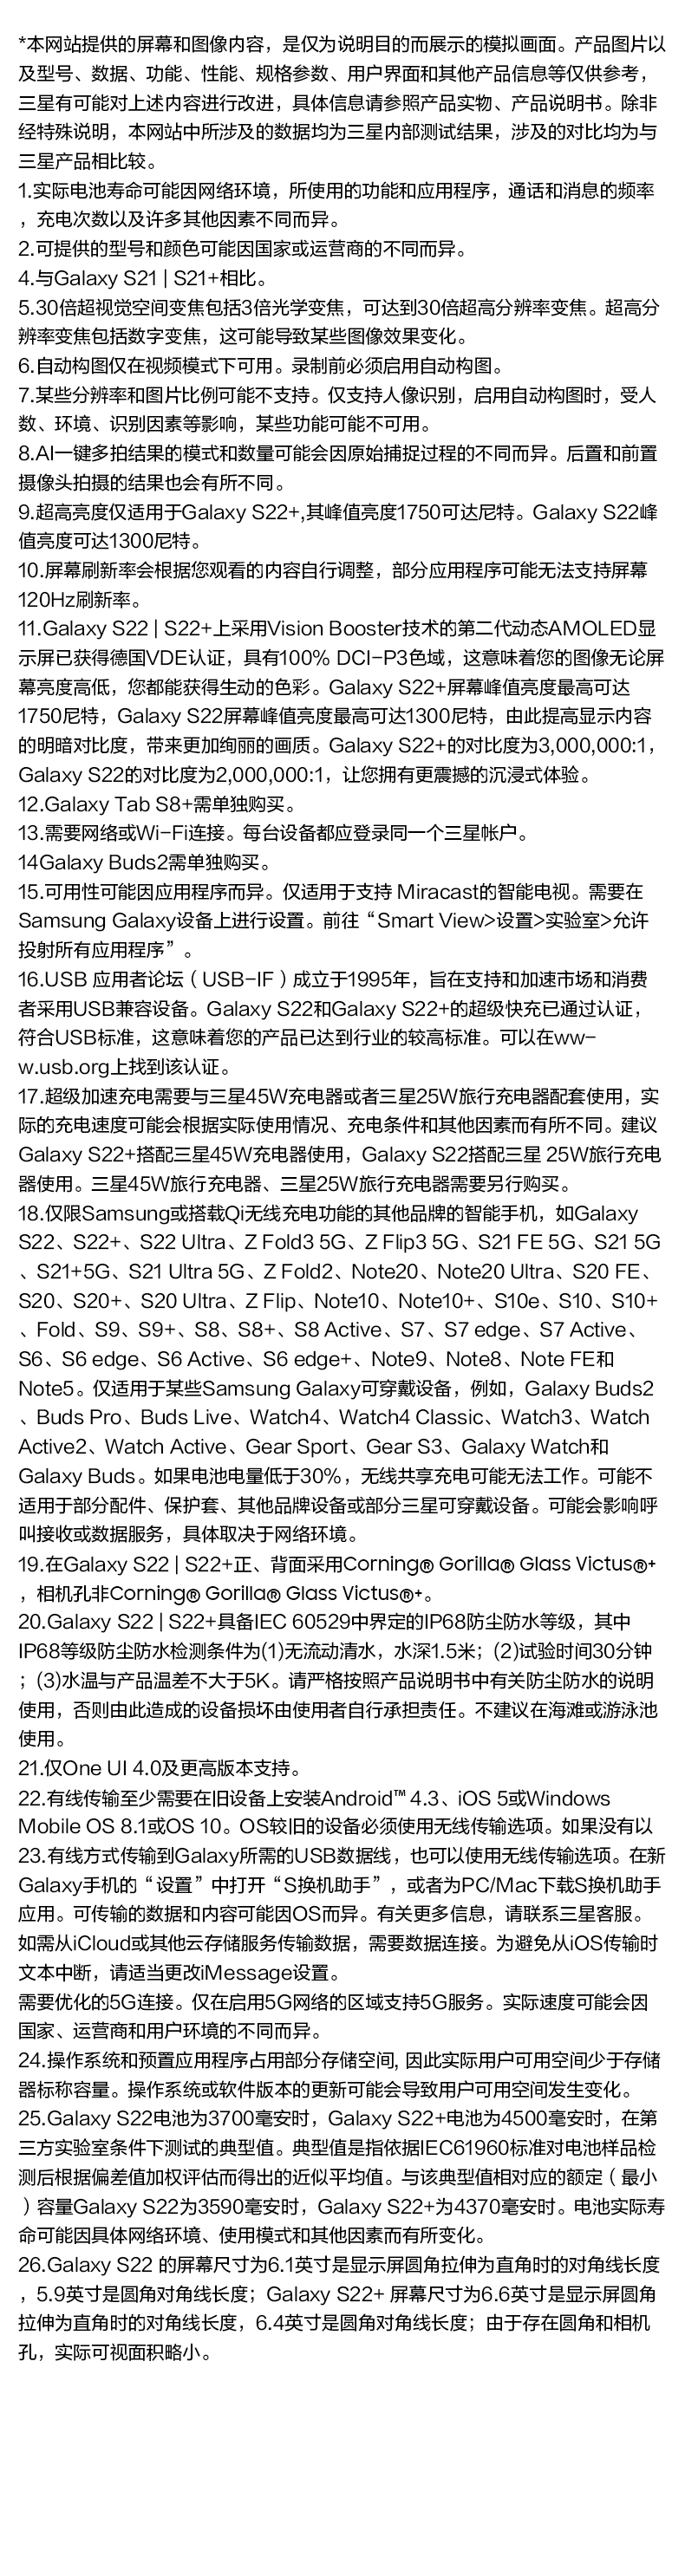 *本网站提供的屏幕和图像内容，是仅为说明目的而展示的模拟画面。产品图片以
及型号、数据、功能、性能、规格参数、用户界面和其他产品信息等仅供参考，
三星有可能对上述内容进行改进，具体信息请参照产品实物、产品说明书。除非
经特殊说明，本网站中所涉及的数据均为三星内部测试结果，涉及的对比均为与
三星产品相比较。
1.实际电池寿命可能因网络环境，所使用的功能和应用程序，通话和消息的频率
，充电次数以及许多其他因素不同而异。
2.可提供的型号和颜色可能因国家或运营商的不同而异。
4.与Galaxy S21 | S21+相比。
5.30倍超视觉空间变焦包括3倍光学变焦，可达到30倍超高分辨率变焦。超高分
辨率变焦包括数字变焦，这可能导致某些图像效果变化。
6.自动构图仅在视频模式下可用。录制前必须启用自动构图。
7.某些分辨率和图片比例可能不支持。仅支持人像识别，启用自动构图时，受人
数、环境、识别因素等影响，某些功能可能不可用。
8.AI一键多拍结果的模式和数量可能会因原始捕捉过程的不同而异。后置和前置
摄像头拍摄的结果也会有所不同。
9.超高亮度仅适用于Galaxy S22+,其峰值亮度1750可达尼特。Galaxy S22峰
值亮度可达1300尼特。
10.屏幕刷新率会根据您观看的内容自行调整，部分应用程序可能无法支持屏幕
120Hz刷新率。
11.Galaxy S22 | S22+上采用Vision Booster技术的第二代动态AMOLED显
示屏已获得德国VDE认证，具有100% DCI-P3色域，这意味着您的图像无论屏
幕亮度高低，您都能获得生动的色彩。Galaxy S22+屏幕峰值亮度最高可达
1750尼特，Galaxy S22屏幕峰值亮度最高可达1300尼特，由此提高显示内容
的明暗对比度，带来更加绚丽的画质。Galaxy S22+的对比度为3,000,000:1，
Galaxy S22的对比度为2,000,000:1，让您拥有更震撼的沉浸式体验。
12.Galaxy Tab S8+需单独购买。
13.需要网络或Wi-Fi连接。每台设备都应登录同一个三星帐户。
14Galaxy Buds2需单独购买。
15.可用性可能因应用程序而异。仅适用于支持 Miracast的智能电视。需要在
Samsung Galaxy设备上进行设置。前往“Smart View>设置>实验室>允许
投射所有应用程序”。
16.USB 应用者论坛（USB-IF）成立于1995年，旨在支持和加速市场和消费
者采用USB兼容设备。Galaxy S22和Galaxy S22+的超级快充已通过认证，
符合USB标准，这意味着您的产品已达到行业的较高标准。可以在ww-
w.usb.org上找到该认证。
17.超级加速充电需要与三星45W充电器或者三星25W旅行充电器配套使用，实
际的充电速度可能会根据实际使用情况、充电条件和其他因素而有所不同。建议
Galaxy S22+搭配三星45W充电器使用，Galaxy S22搭配三星 25W旅行充电
器使用。三星45W旅行充电器、三星25W旅行充电器需要另行购买。
18.仅限Samsung或搭载Qi无线充电功能的其他品牌的智能手机，如Galaxy
S22、S22+、S22 Ultra、Z Fold3 5G、Z Flip3 5G、S21 FE 5G、S21 5G
、S21+5G、S21 Ultra 5G、Z Fold2、Note20、Note20 Ultra、S20 FE、
S20、S20+、S20 Ultra、Z Flip、Note10、Note10+、S10e、S10、S10+
、Fold、S9、S9+、S8、S8+、S8 Active、S7、S7 edge、S7 Active、
S6、S6 edge、S6 Active、S6 edge+、Note9、Note8、Note FE和
Note5。仅适用于某些Samsung Galaxy可穿戴设备，例如，Galaxy Buds2
、Buds Pro、Buds Live、Watch4、Watch4 Classic、Watch3、Watch
Active2、Watch Active、Gear Sport、Gear S3、Galaxy Watch和
Galaxy Buds。如果电池电量低于30%，无线共享充电可能无法工作。可能不
适用于部分配件、保护套、其他品牌设备或部分三星可穿戴设备。可能会影响呼
叫接收或数据服务，具体取决于网络环境。
19.在Galaxy S22 | S22+正、背面采用Corning® Gorilla® Glass Victus®+
，相机孔非Corning® Gorilla® Glass Victus®+。
20.Galaxy S22 | S22+具备IEC 60529中界定的IP68防尘防水等级，其中
IP68等级防尘防水检测条件为(1)无流动清水，水深1.5米；(2)试验时间30分钟
；(3)水温与产品温差不大于5K。请严格按照产品说明书中有关防尘防水的说明
使用，否则由此造成的设备损坏由使用者自行承担责任。不建议在海滩或游泳池
使用。
21.仅One UI 4.0及更高版本支持。
22.有线传输至少需要在旧设备上安装Android™ 4.3、iOS 5或Windows
Mobile OS 8.1或OS 10。OS较旧的设备必须使用无线传输选项。如果没有以
23.有线方式传输到Galaxy所需的USB数据线，也可以使用无线传输选项。在新
Galaxy手机的“设置”中打开“S换机助手”，或者为PC/Mac下载S换机助手
应用。可传输的数据和内容可能因OS而异。有关更多信息，请联系三星客服。
如需从iCloud或其他云存储服务传输数据，需要数据连接。为避免从iOS传输时
文本中断，请适当更改iMessage设置。
需要优化的5G连接。仅在启用5G网络的区域支持5G服务。实际速度可能会因
国家、运营商和用户环境的不同而异。
24.操作系统和预置应用程序占用部分存储空间, 因此实际用户可用空间少于存储
器标称容量。操作系统或软件版本的更新可能会导致用户可用空间发生变化。
25.Galaxy S22电池为3700毫安时，Galaxy S22+电池为4500毫安时，在第
三方实验室条件下测试的典型值。典型值是指依据IEC61960标准对电池样品检
测后根据偏差值加权评估而得出的近似平均值。与该典型值相对应的额定（最小
）容量Galaxy S22为3590毫安时，Galaxy S22+为4370毫安时。电池实际寿
命可能因具体网络环境、使用模式和其他因素而有所变化。
26.Galaxy S22 的屏幕尺寸为6.1英寸是显示屏圆角拉伸为直角时的对角线长度
，5.9英寸是圆角对角线长度；Galaxy S22+ 屏幕尺寸为6.6英寸是显示屏圆角
拉伸为直角时的对角线长度，6.4英寸是圆角对角线长度；由于存在圆角和相机
孔，实际可视面积略小。